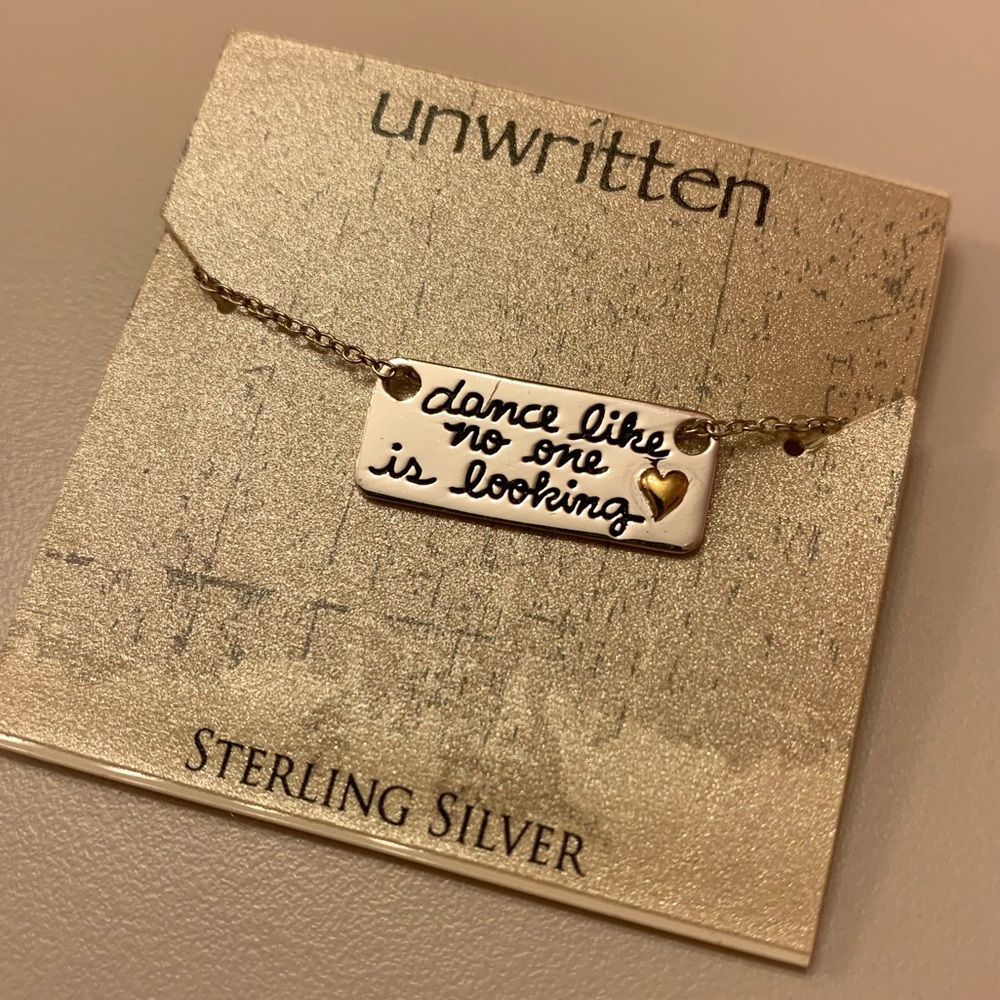 unwritten
dance like
no one
is looking
STERLING SILVER